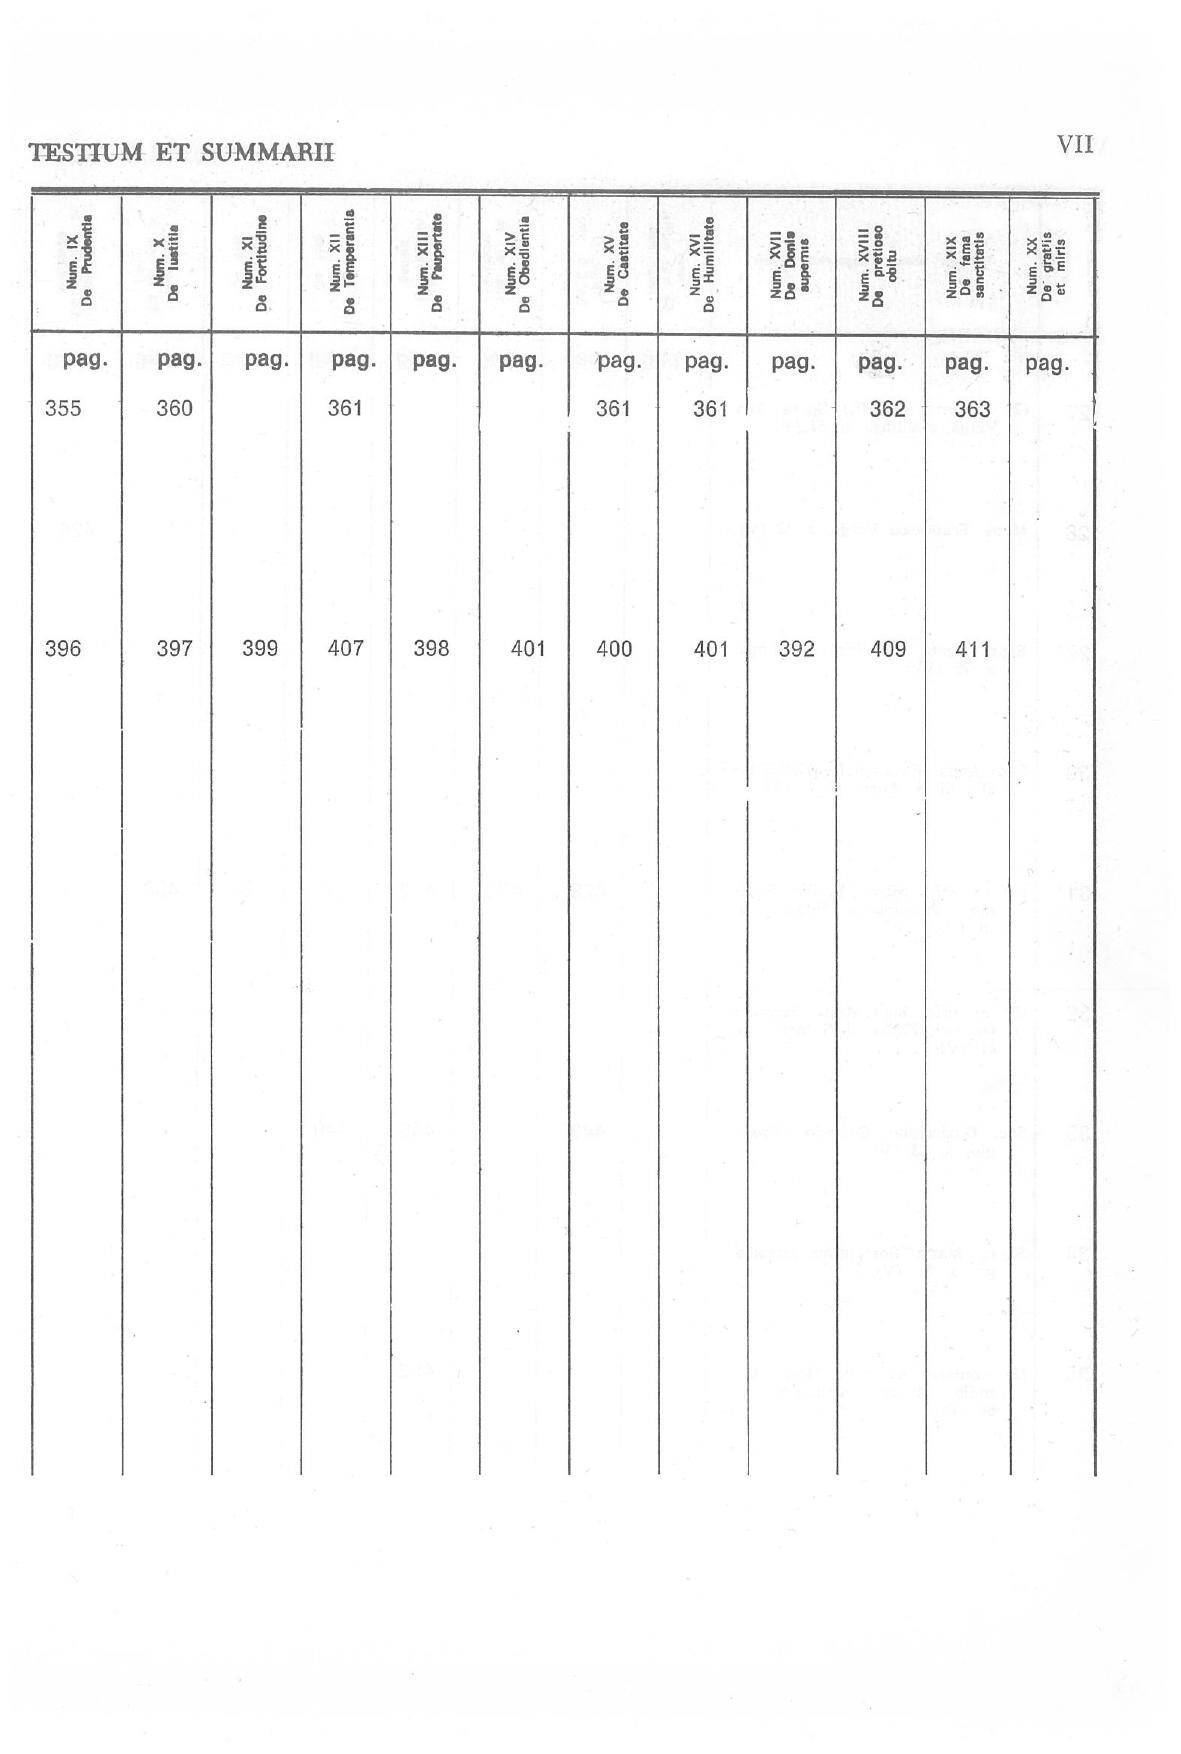 TESTIUM ET SUMMARII
VII
Num. IX
De Prudentia
Num. X
De Iustitia
Num. XI
De Fortitudine
Num. XII
De Temperantia
Num. XIII
De Paupertate
Num. XIV
De Obedientia
Num. XV
De Castitate
Num. XVI
De Humilitate
Num. XVII
De Donis
supernis
Num. XVIII
De pretioso
obitu
Num. XIX
De fama
sanctitatis
Num. XX
De gratiis
et miris
pag. pag. pag. pag. pag. pag. pag. pag. pag. pag. pag. pag.
355 360 361 361 361 362 363
396 397 399 407 398 401 400 401 392 409 411